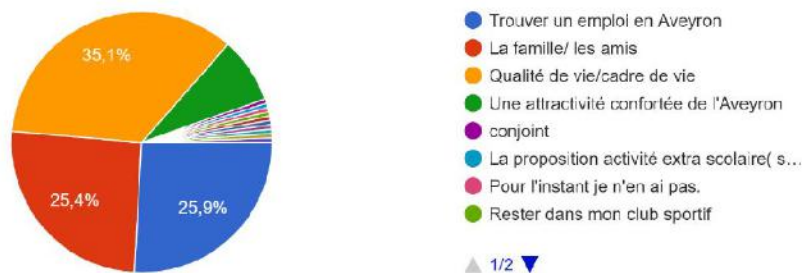 35,1%
25,4%
25,9%
Trouver un emploi en Aveyron
La famille/ les amis
Qualité de vie/cadre de vie
Une attractivité confortée de l'Aveyron
conjoint
La proposition activité extra scolaire( s...
Pour l'instant je n'en ai pas.
Rester dans mon club sportif
1/2